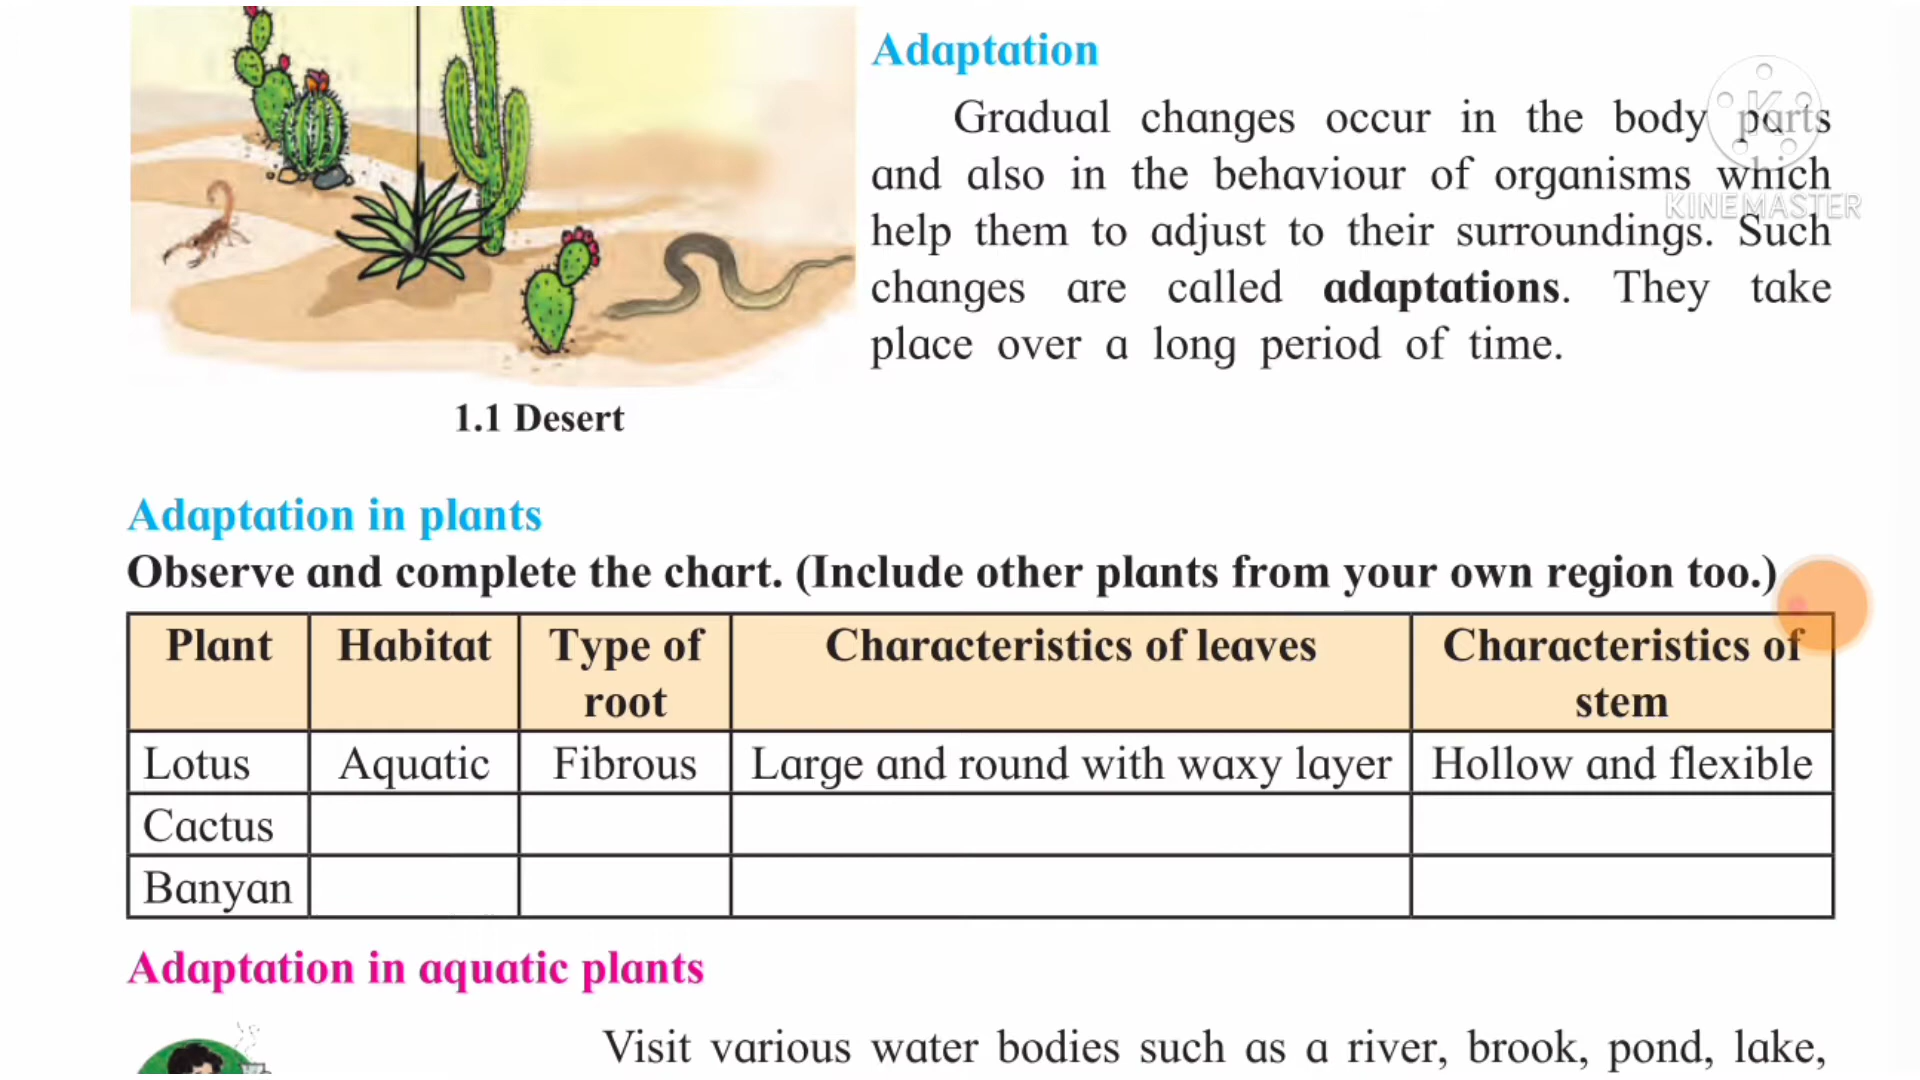 Adaptation
Gradual changes occur in the body parts
and also in the behaviour of organisms which
help them to adjust to their surroundings. Such
changes are called adaptations. They take
place over a long period of time.
KINEMASTER
1.1 Desert
Adaptation in plants
Observe and complete the chart. (Include other plants from your own region too.)
Plant Habitat Type of root Characteristics of leaves Characteristics of stem
Lotus Aquatic Fibrous Large and round with waxy layer Hollow and flexible
Cactus
Banyan
Adaptation in aquatic plants
Visit various water bodies such as a river, brook, pond, lake,